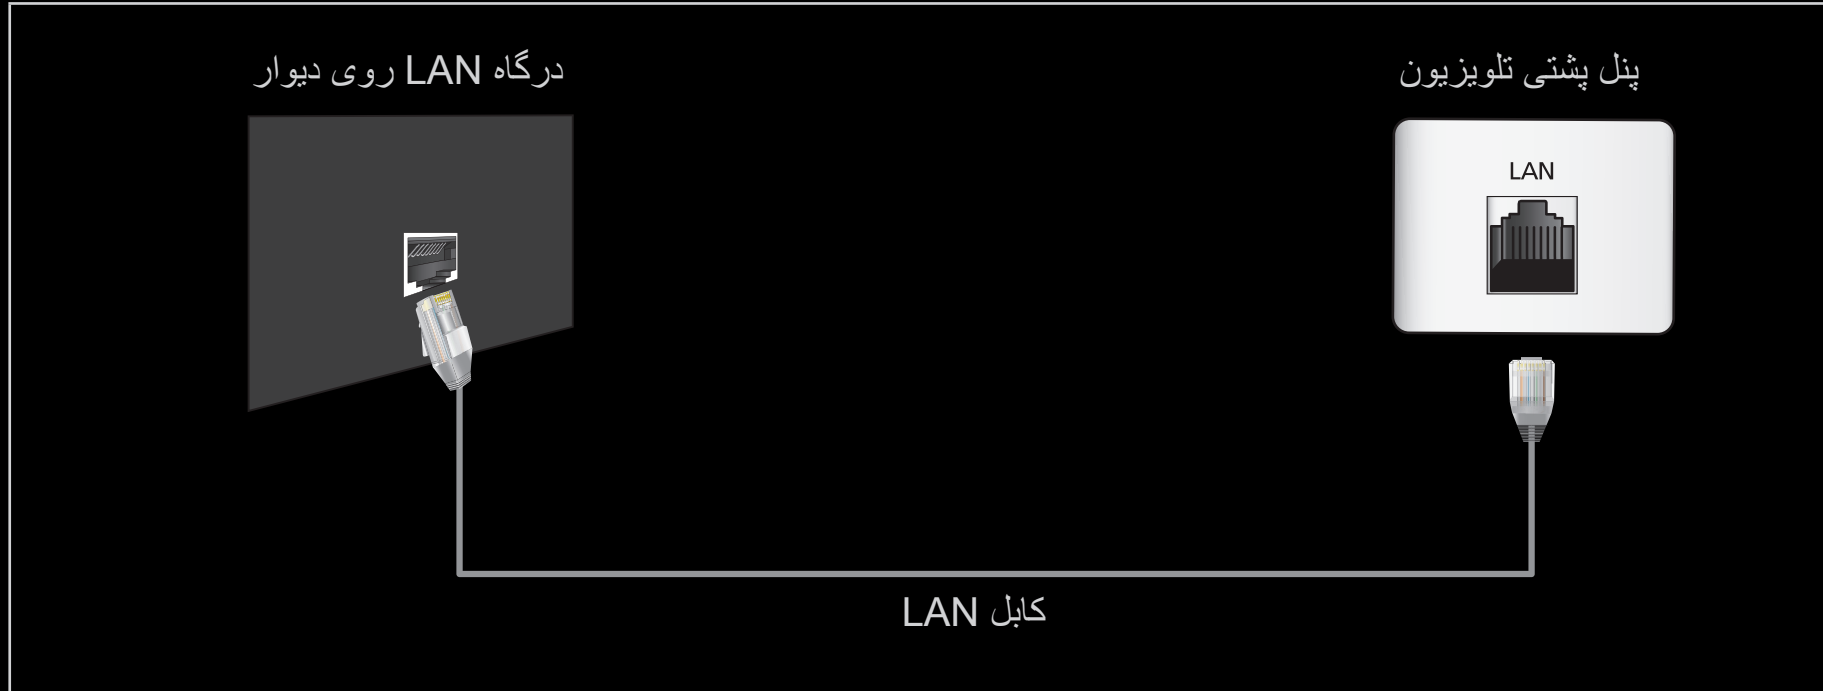 پنل پشتی تلویزیون
درگاه LAN روی دیوار
LAN
کابل LAN